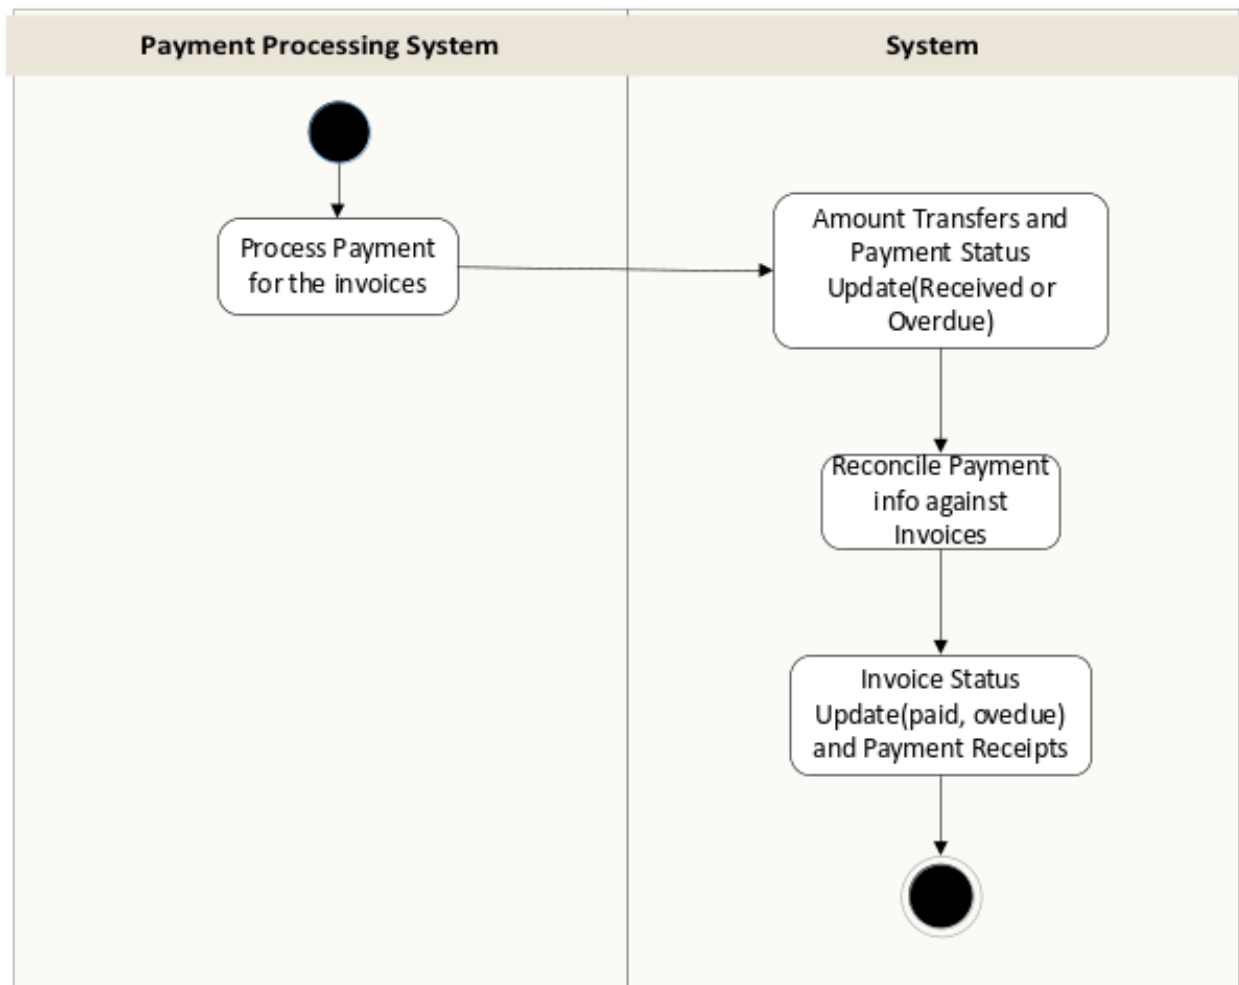 Payment Processing System
System
Process Payment
for the invoices
Amount Transfers and
Payment Status
Update(Received or
Overdue)
Reconcile Payment
info against
Invoices
Invoice Status
Update(paid, ovedue)
and Payment Receipts